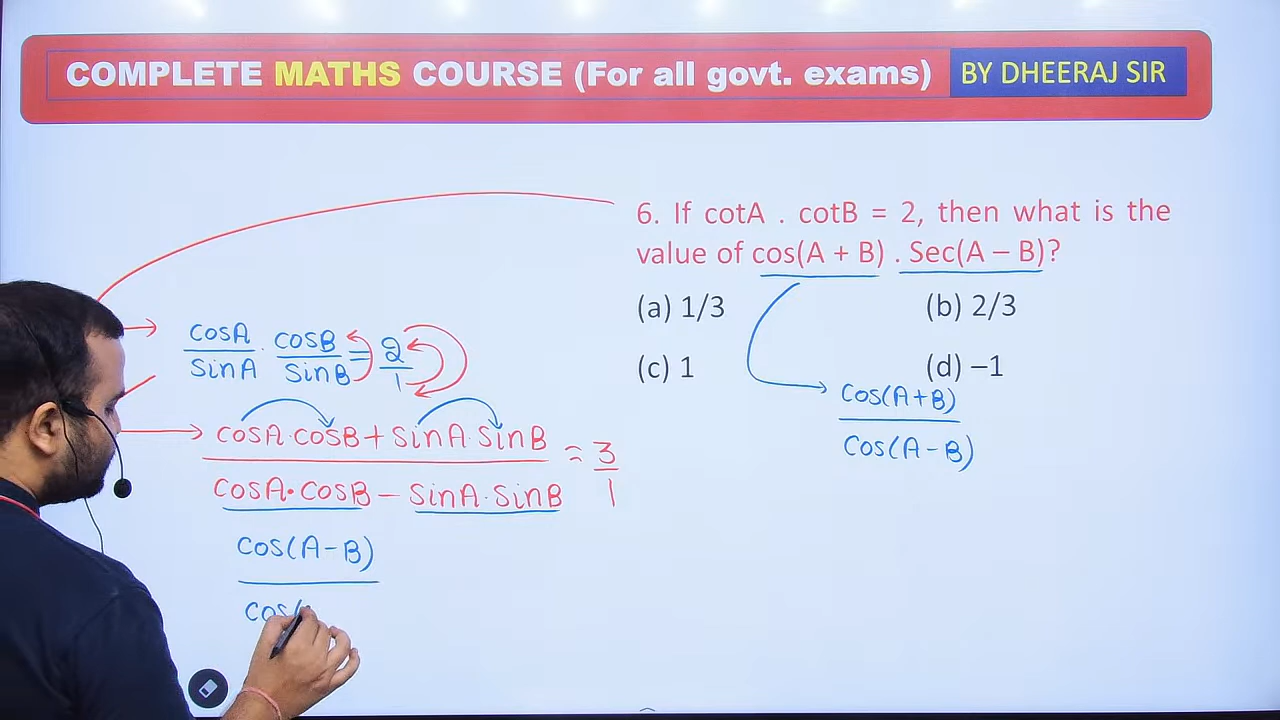 COMPLETE MATHS COURSE (For all govt. exams) BY DHEERAJ SIR
6. If cotA . cotB = 2, then what is the
value of cos(A + B) . Sec(A – B)?
(a) 1/3 (b) 2/3
(c) 1 (d) –1
cosA/sinA · cosB/sinB = 2/1
cosA·cosB + sinA·sinB
= 3/1
cosA·cosB – sinA·sinB
cos(A–B)
cos(
cos(A+B)
cos(A–B)